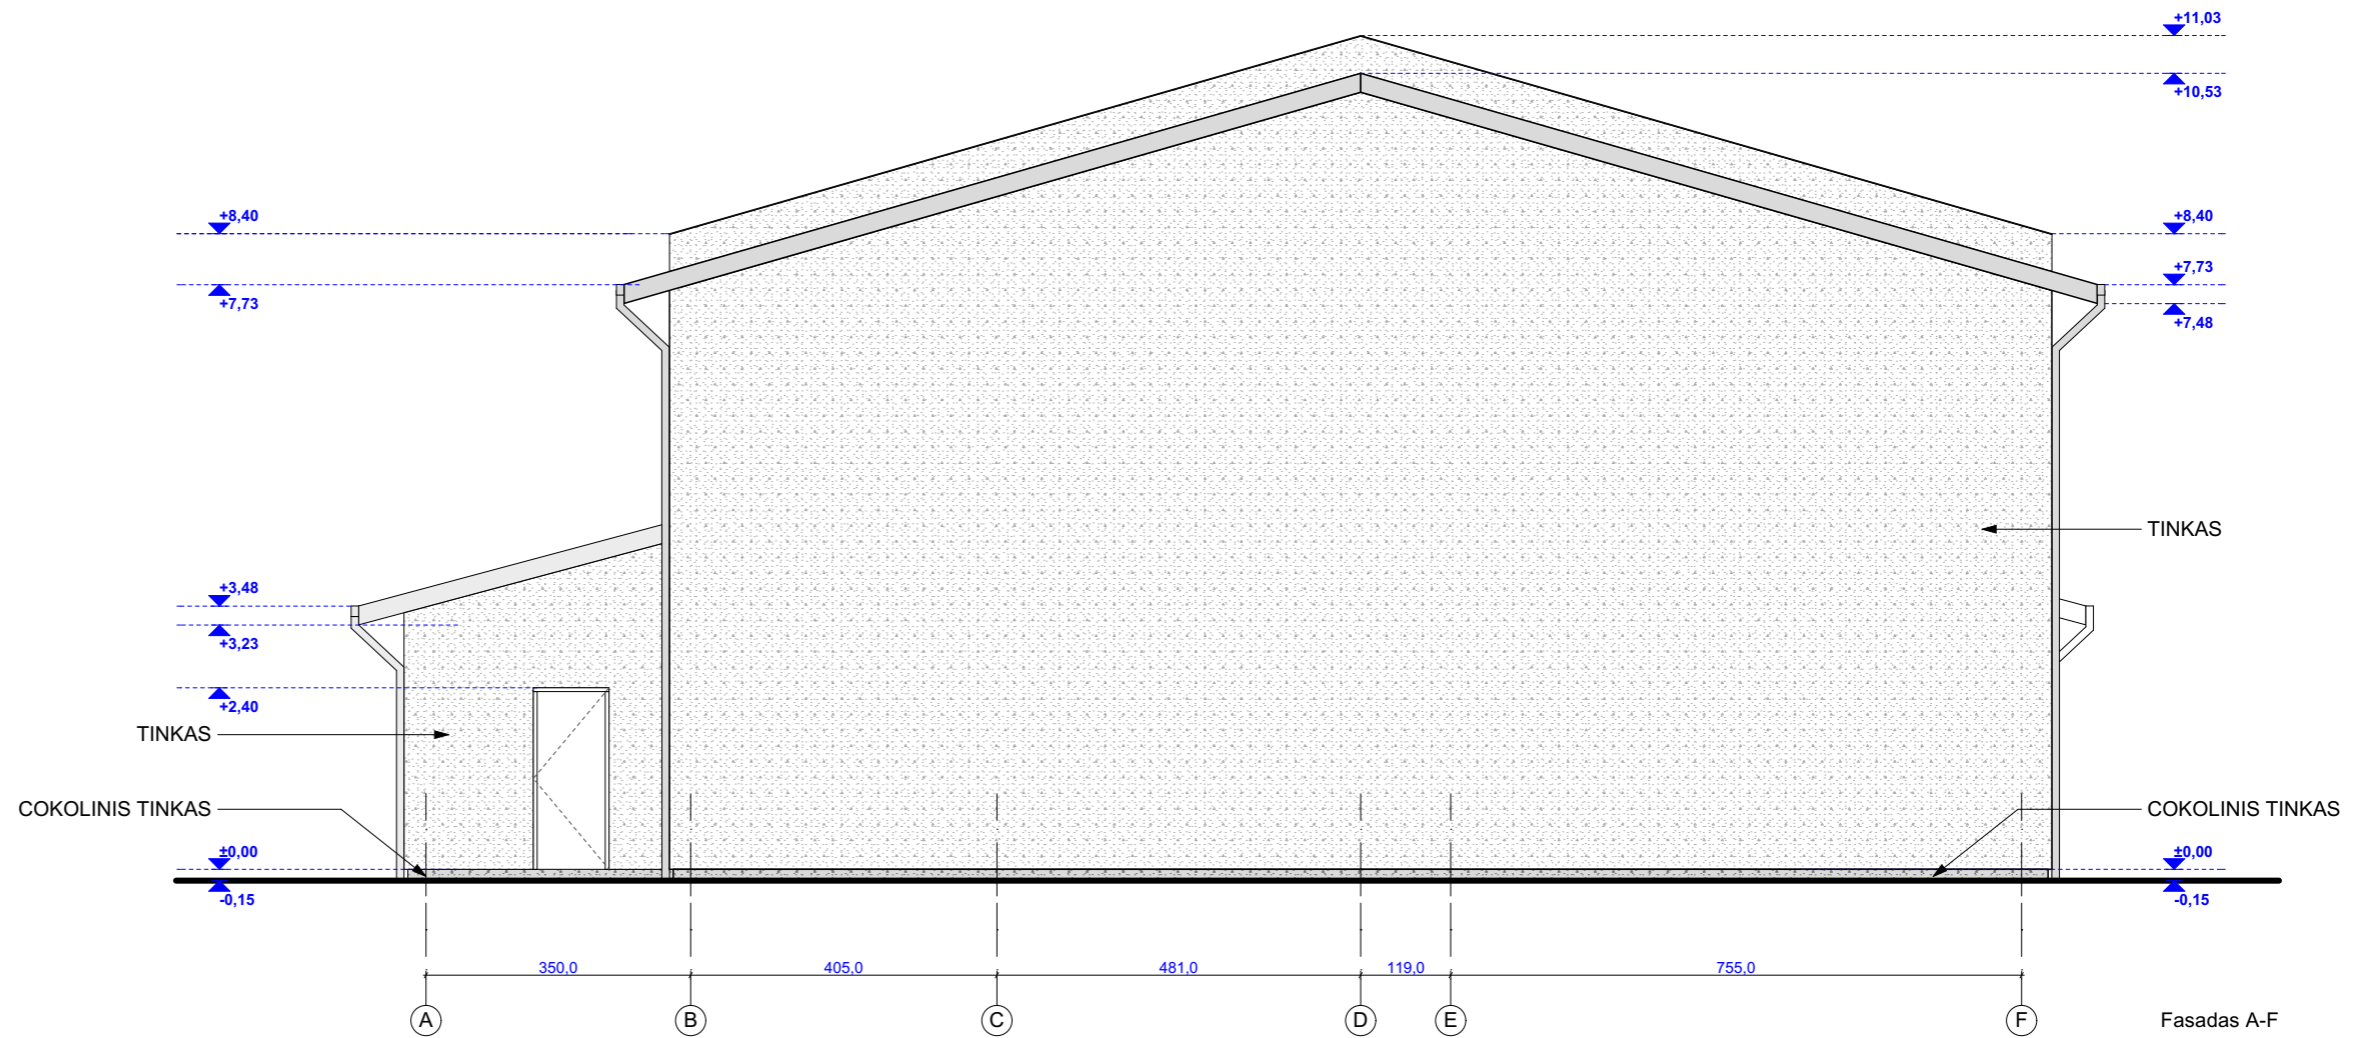 +11,03
+10,53
+8,40
+8,40
+7,73
+7,73
+7,48
TINKAS
+3,48
+3,23
+2,40
TINKAS
COKOLINIS TINKAS
COKOLINIS TINKAS
±0,00
±0,00
-0,15
-0,15
350,0
405,0
481,0
119,0
755,0
A
B
C
D
E
F
Fasadas A-F